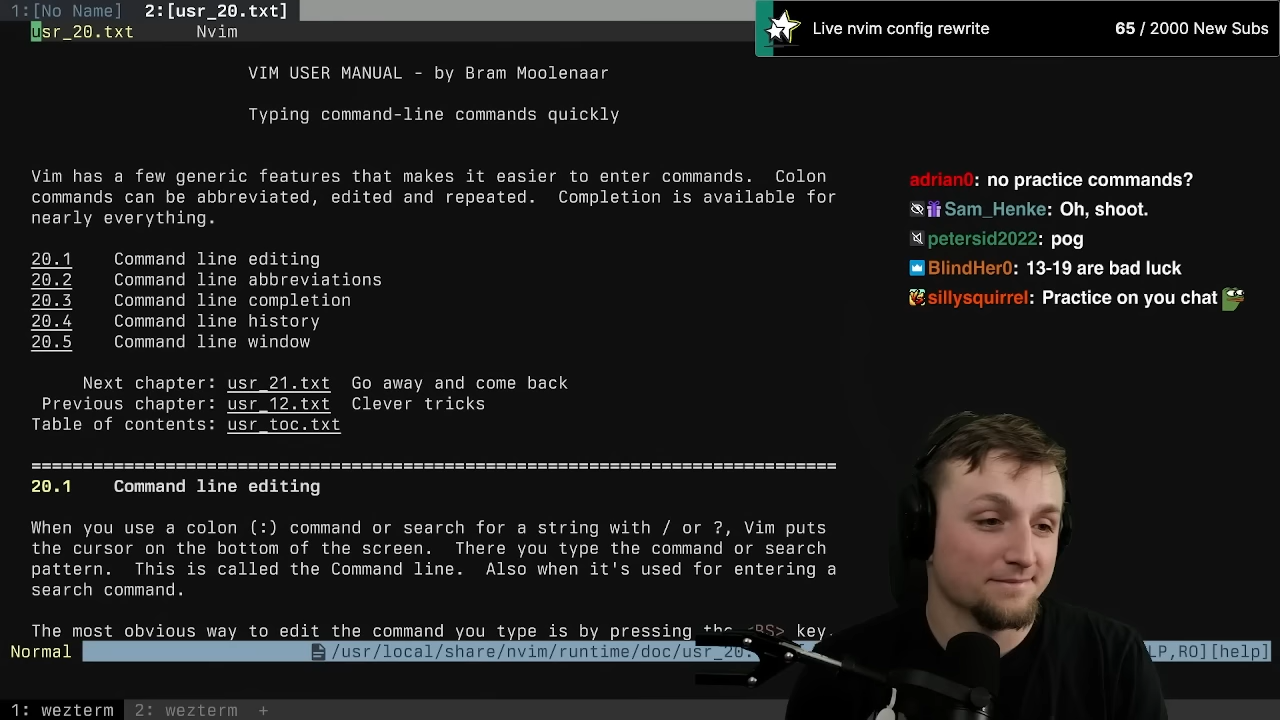 1:[No Name]  2:[usr_20.txt]
usr_20.txt      Nvim
Live nvim config rewrite 65 / 2000 New Subs
VIM USER MANUAL - by Bram Moolenaar
Typing command-line commands quickly
Vim has a few generic features that makes it easier to enter commands.  Colon
commands can be abbreviated, edited and repeated.  Completion is available for
nearly everything.
adrian0: no practice commands?
Sam_Henke: Oh, shoot.
petersid2022: pog
BlindHer0: 13-19 are bad luck
sillysquirrel: Practice on you chat
20.1    Command line editing
20.2    Command line abbreviations
20.3    Command line completion
20.4    Command line history
20.5    Command line window
Next chapter: usr_21.txt  Go away and come back
Previous chapter: usr_12.txt  Clever tricks
Table of contents: usr_toc.txt
==============================================================================
20.1    Command line editing
When you use a colon (:) command or search for a string with / or ?, Vim puts
the cursor on the bottom of the screen.  There you type the command or search
pattern.  This is called the Command line.  Also when it's used for entering a
search command.
The most obvious way to edit the command you type is by pressing the <BS> key.
Normal /usr/local/share/nvim/runtime/doc/usr_20. LP,RO][help]
1: wezterm  2: wezterm  +